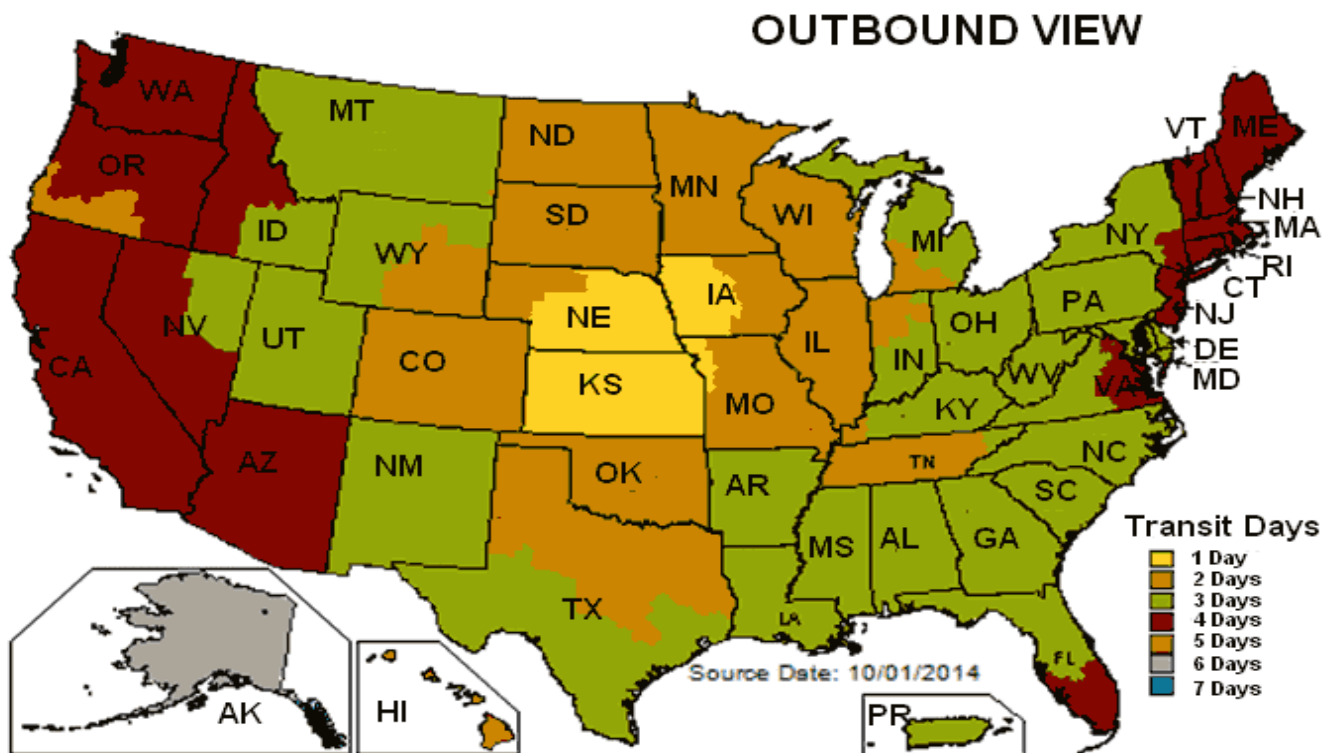 OUTBOUND VIEW
WA
MT
ND
VT
ME
OR
MN
NH
SD
WI
MA
ID
MI
NY
WY
RI
IA
CT
NE
PA
NV
OH
NJ
UT
IL
CO
IN
DE
CA
KS
WV
MD
VA
MO
KY
AZ
NM
OK
TN
NC
AR
SC
Transit Days
MS
AL
GA
1 Day
2 Days
TX
3 Days
LA
4 Days
FL
5 Days
Source Date: 10/01/2014
6 Days
7 Days
AK
HI
PR